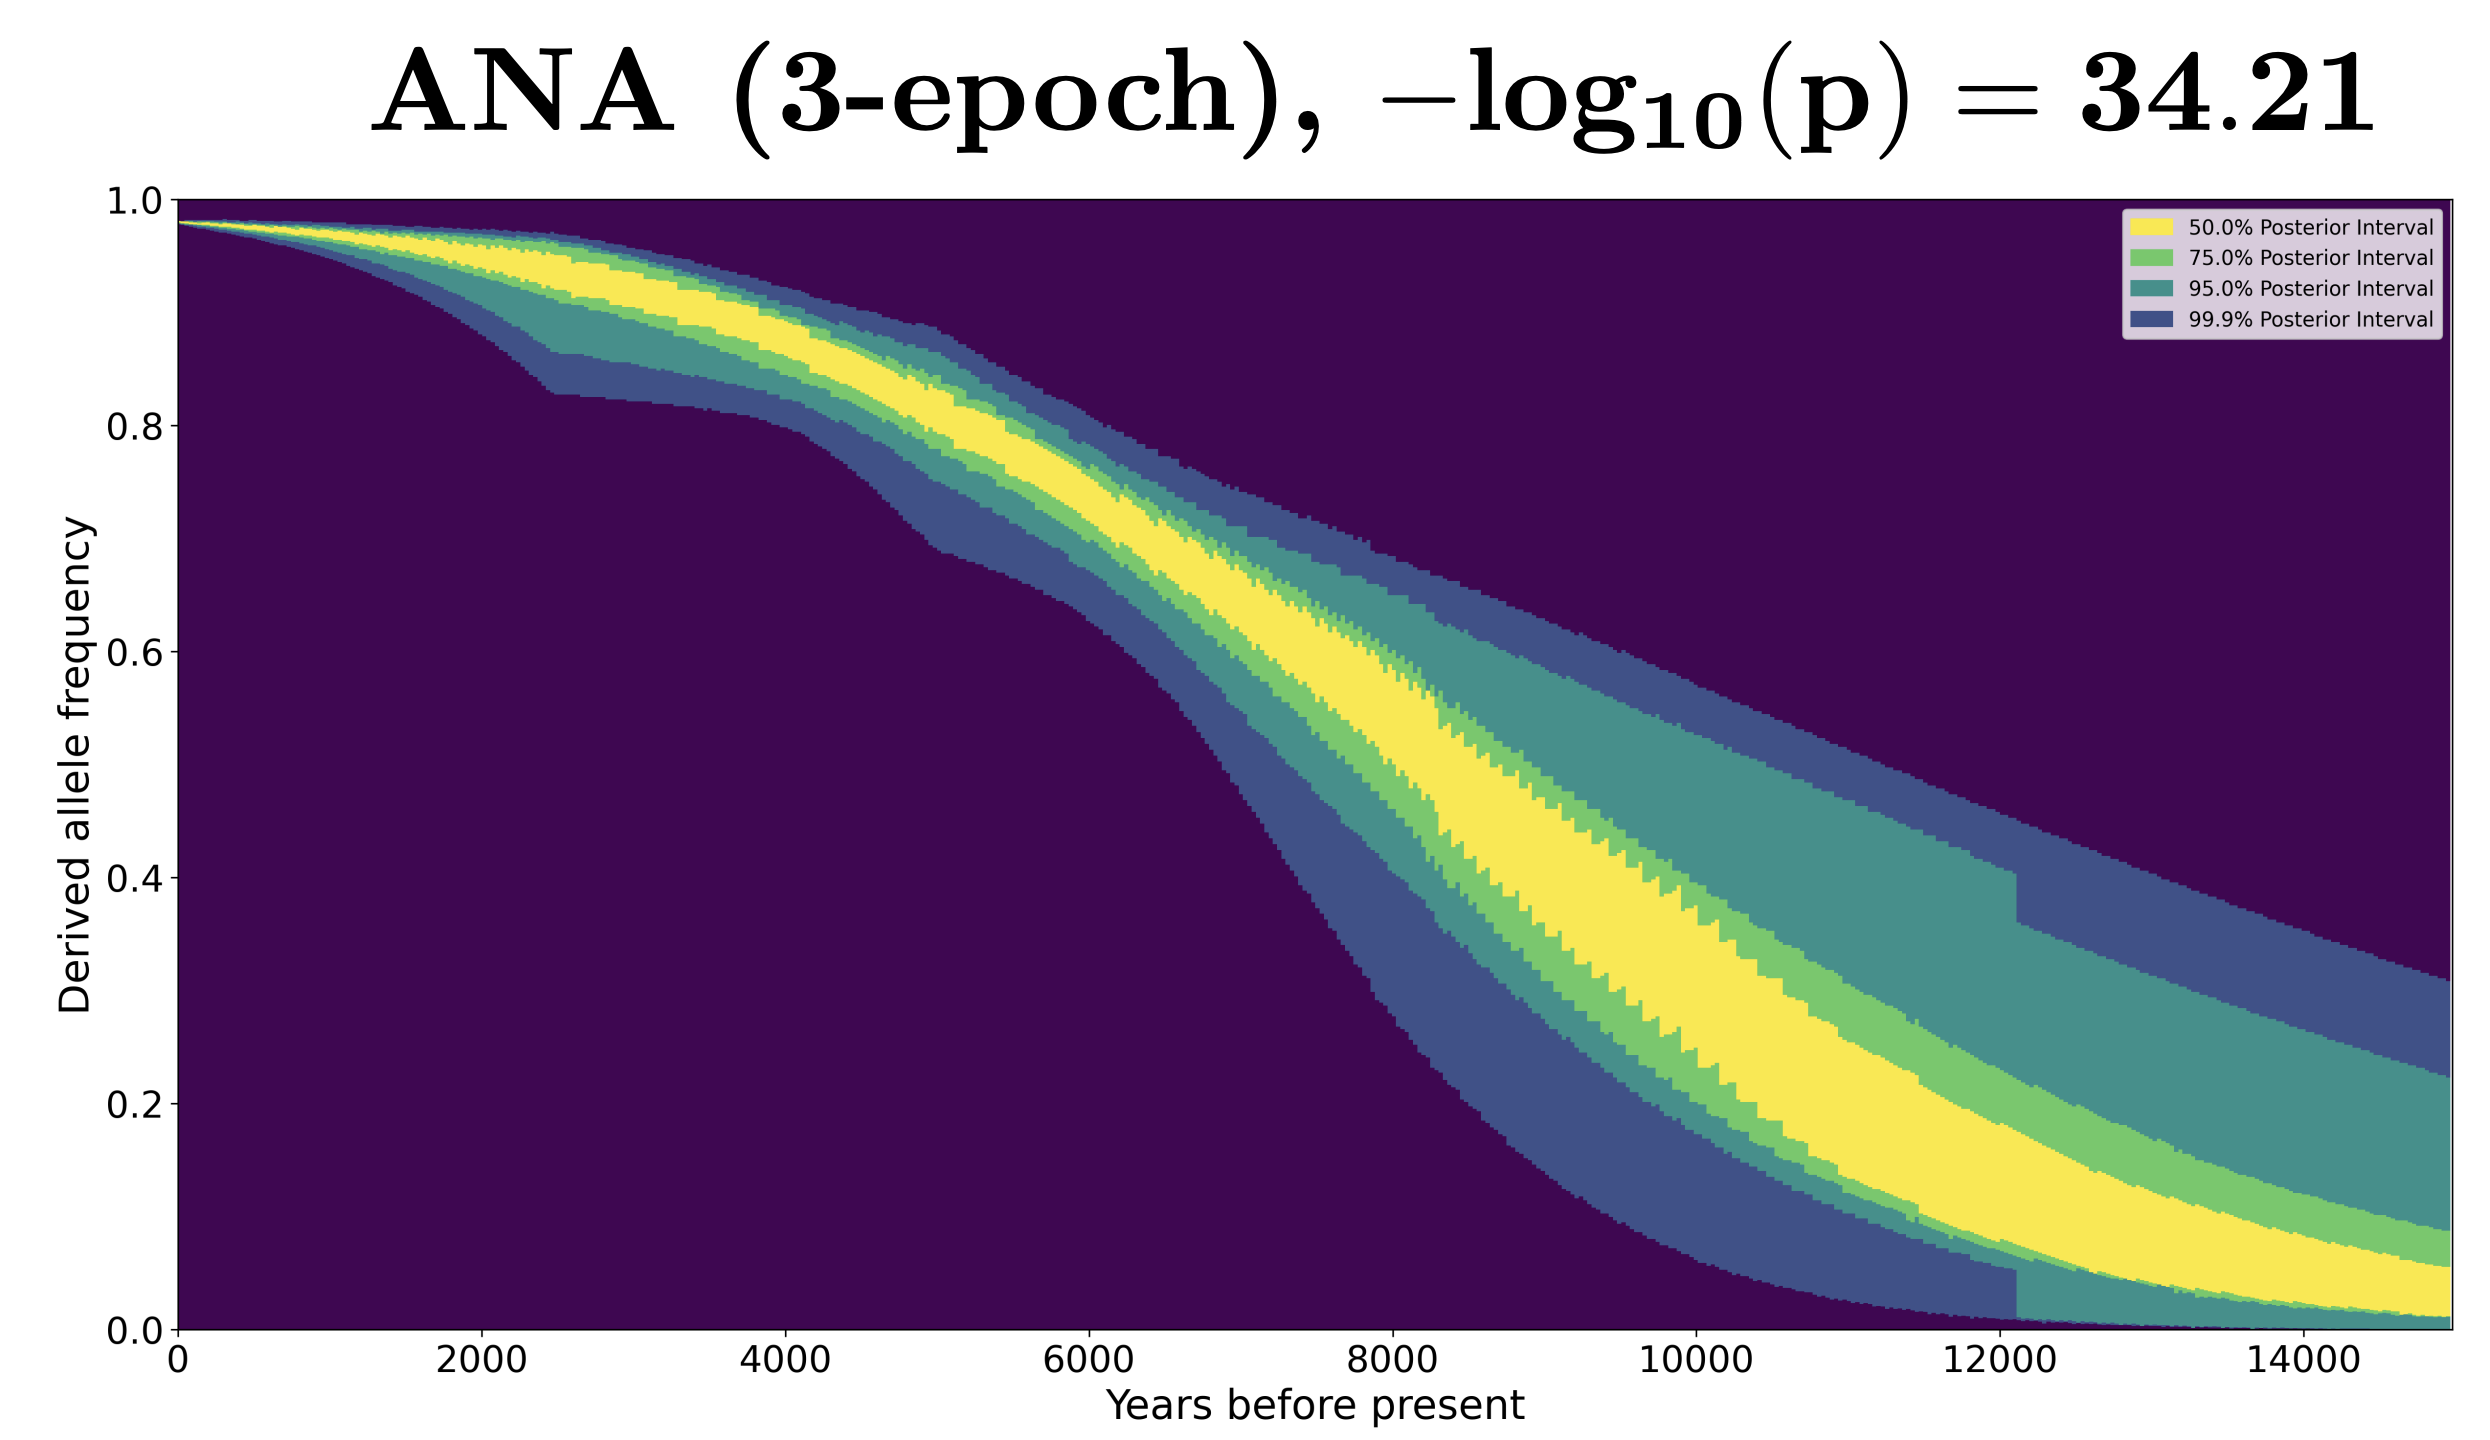 ANA (3-epoch), −log₁₀(p) = 34.21
50.0% Posterior Interval
75.0% Posterior Interval
95.0% Posterior Interval
99.9% Posterior Interval
Derived allele frequency
1.0
0.8
0.6
0.4
0.2
0.0
0 2000 4000 6000 8000 10000 12000 14000
Years before present